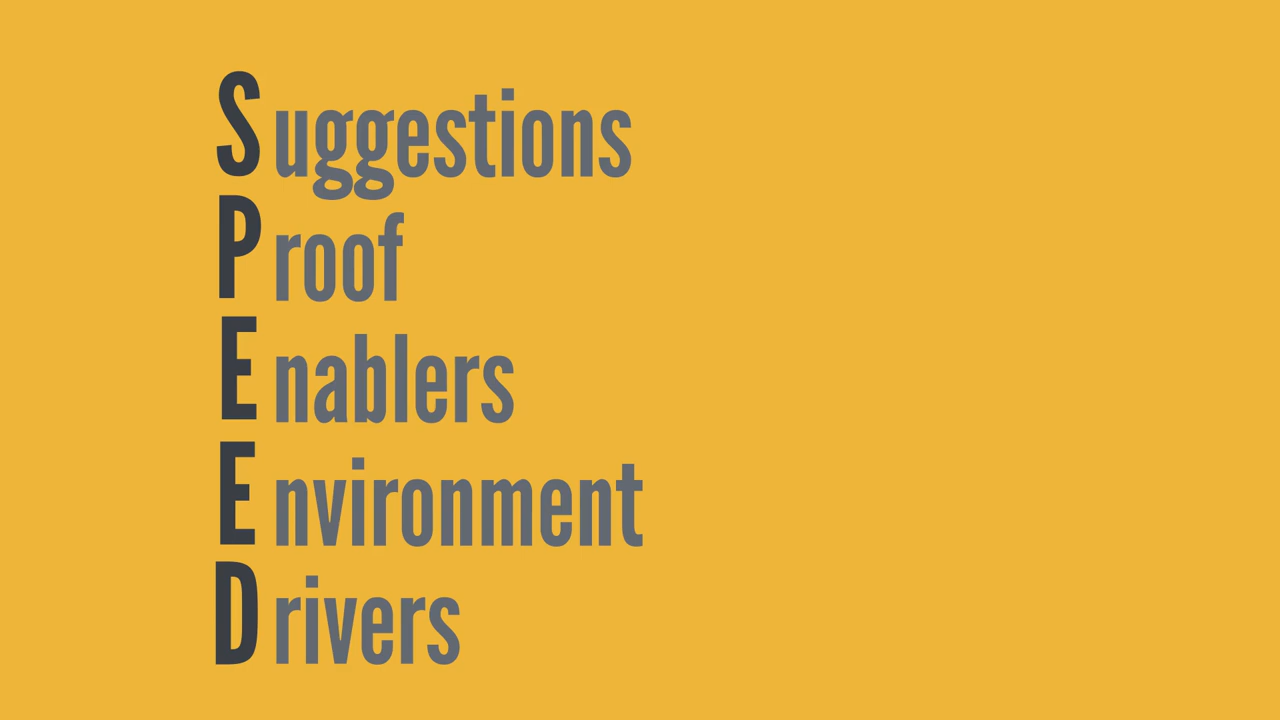 Suggestions
Proof
Enablers
Environment
Drivers